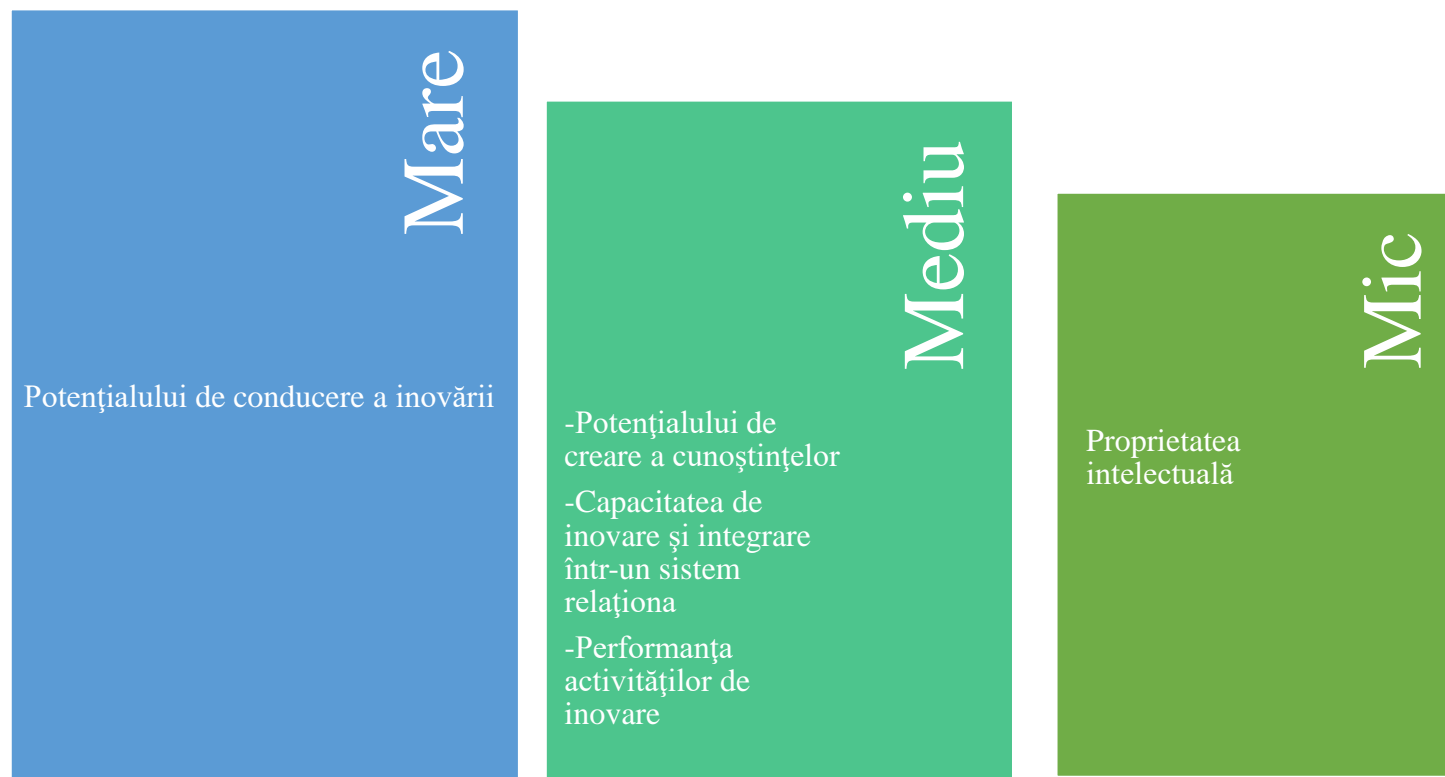 Mare
Potenţialului de conducere a inovării
Mediu
-Potenţialului de
creare a cunoştinţelor
-Capacitatea de
inovare şi integrare
într-un sistem
relaţiona
-Performanţa
activităţilor de
inovare
Mic
Proprietatea
intelectuală